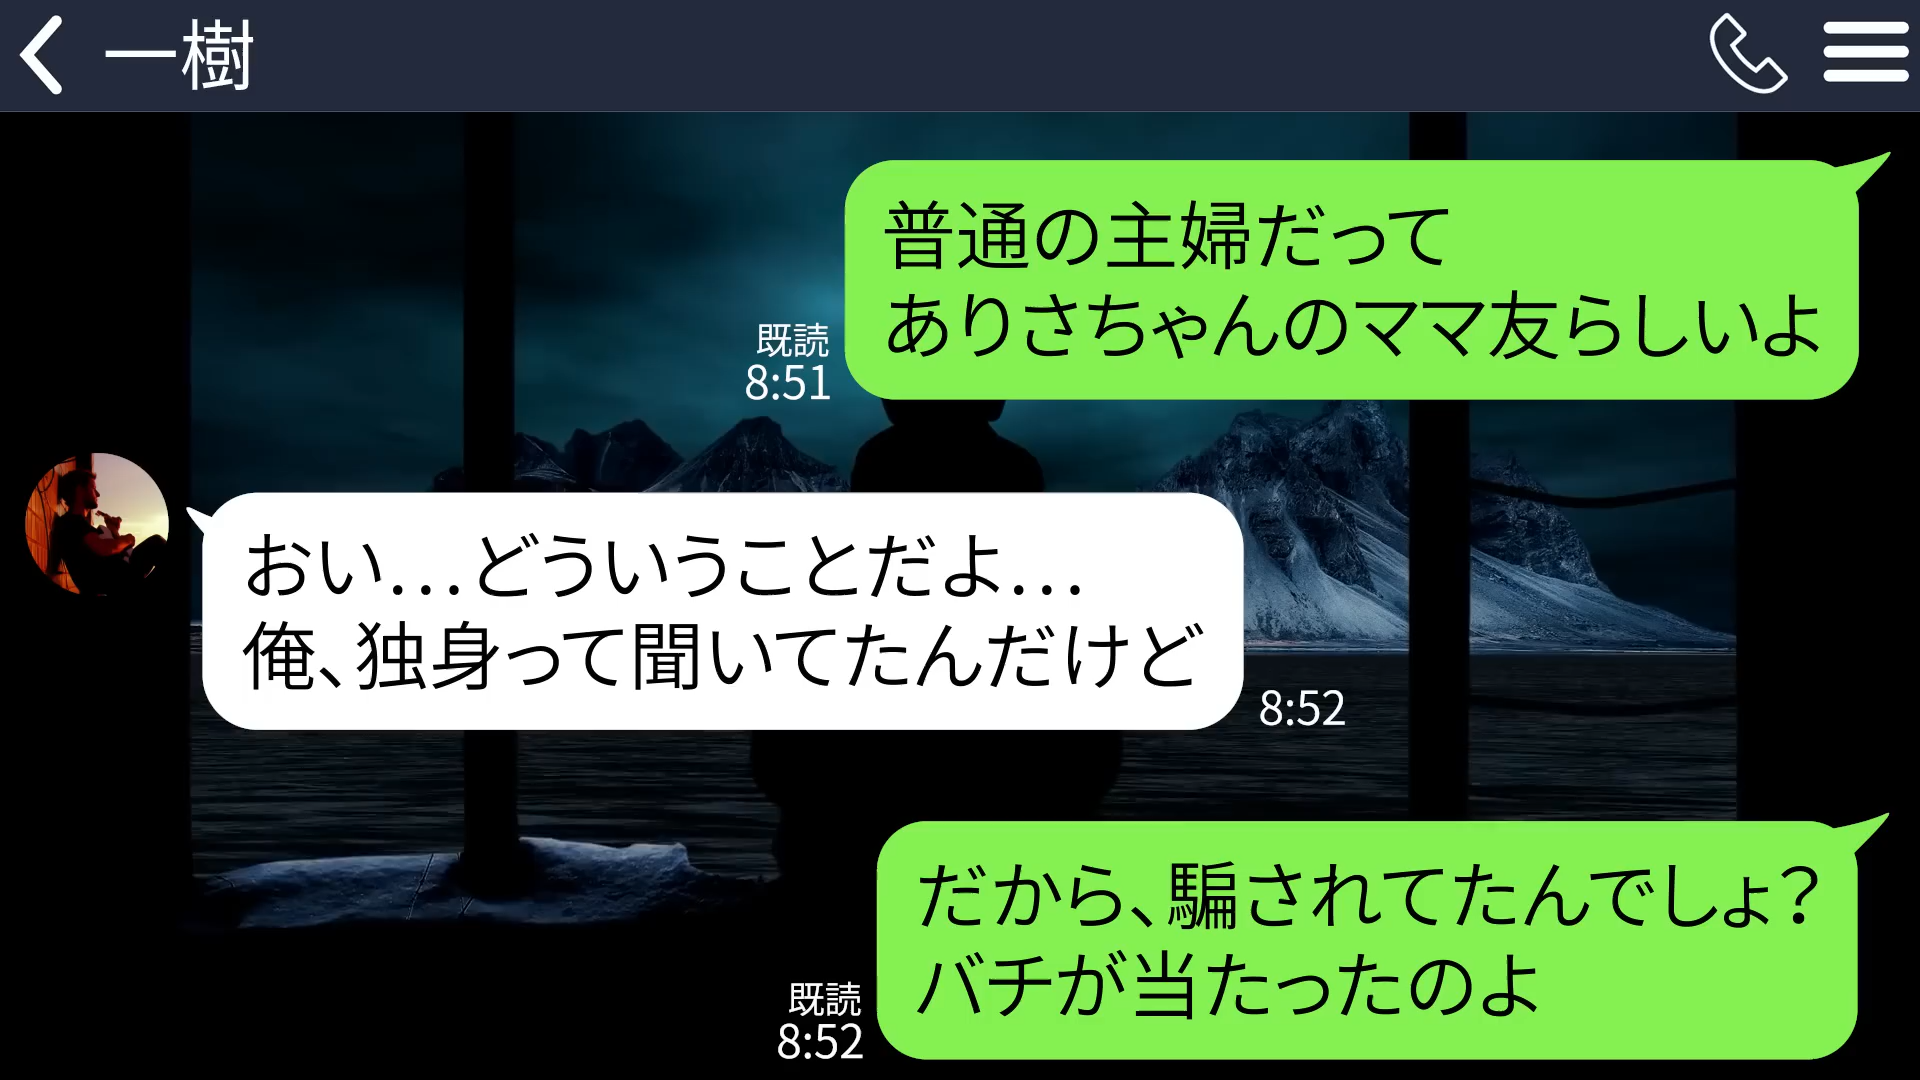 一樹
普通の主婦だって
ありさちゃんのママ友らしいよ
既読
8:51
おい…どういうことだよ…
俺、独身って聞いてたんだけど
8:52
だから、騙されてたんでしょ？
バチが当たったのよ
既読
8:52